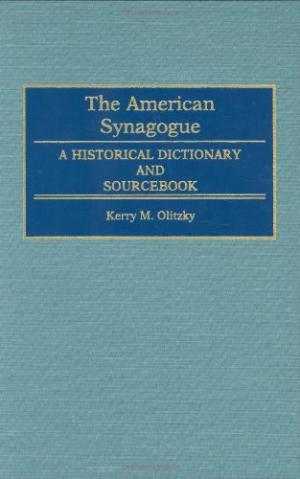 The American
Synagogue
A HISTORICAL DICTIONARY
AND
SOURCEBOOK
Kerry M. Olitzky